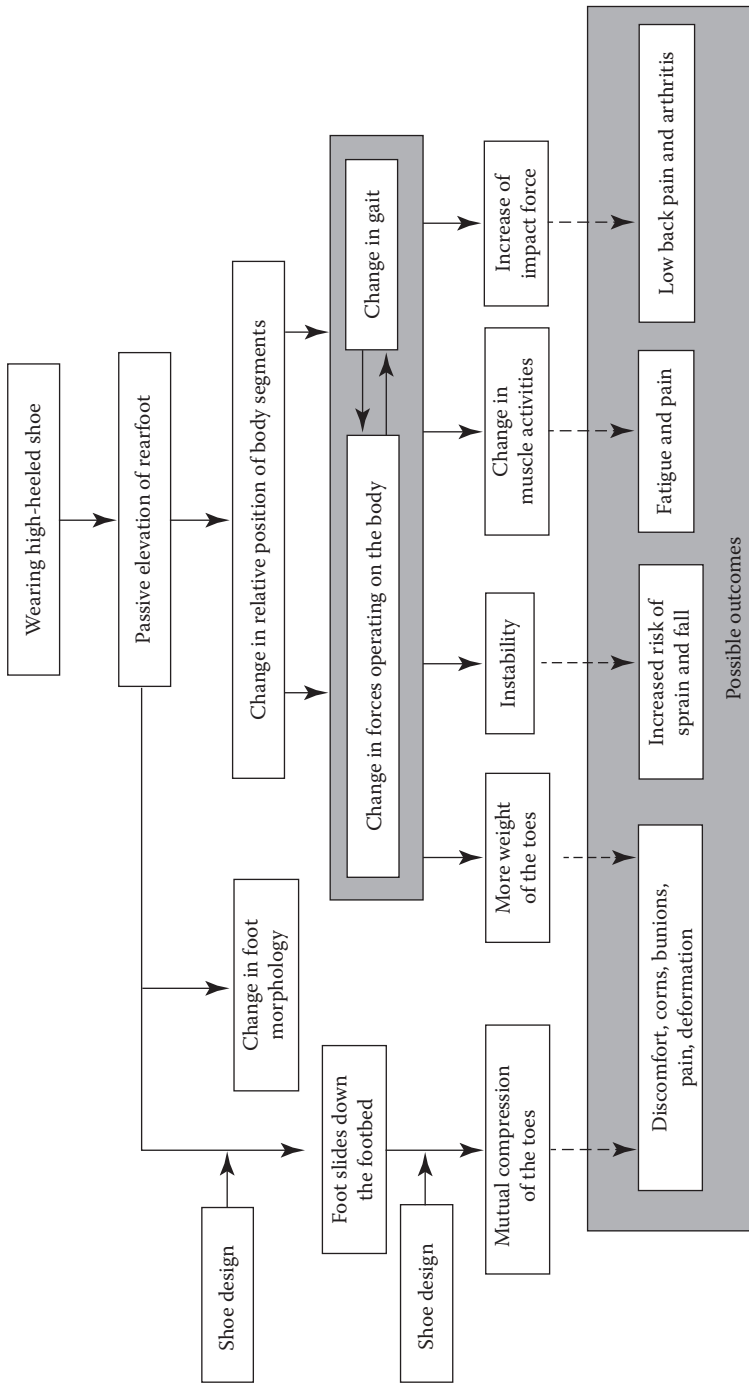 Wearing high-heeled shoe
Passive elevation of rearfoot
Shoe design
Change in foot
morphology
Change in relative position of body segments
Foot slides down
the footbed
Change in forces operating on the body
Change in gait
Shoe design
Mutual compression
of the toes
More weight
of the toes
Instability
Change in
muscle activities
Increase of
impact force
Discomfort, corns, bunions,
pain, deformation
Increased risk of
sprain and fall
Fatigue and pain
Low back pain and arthritis
Possible outcomes